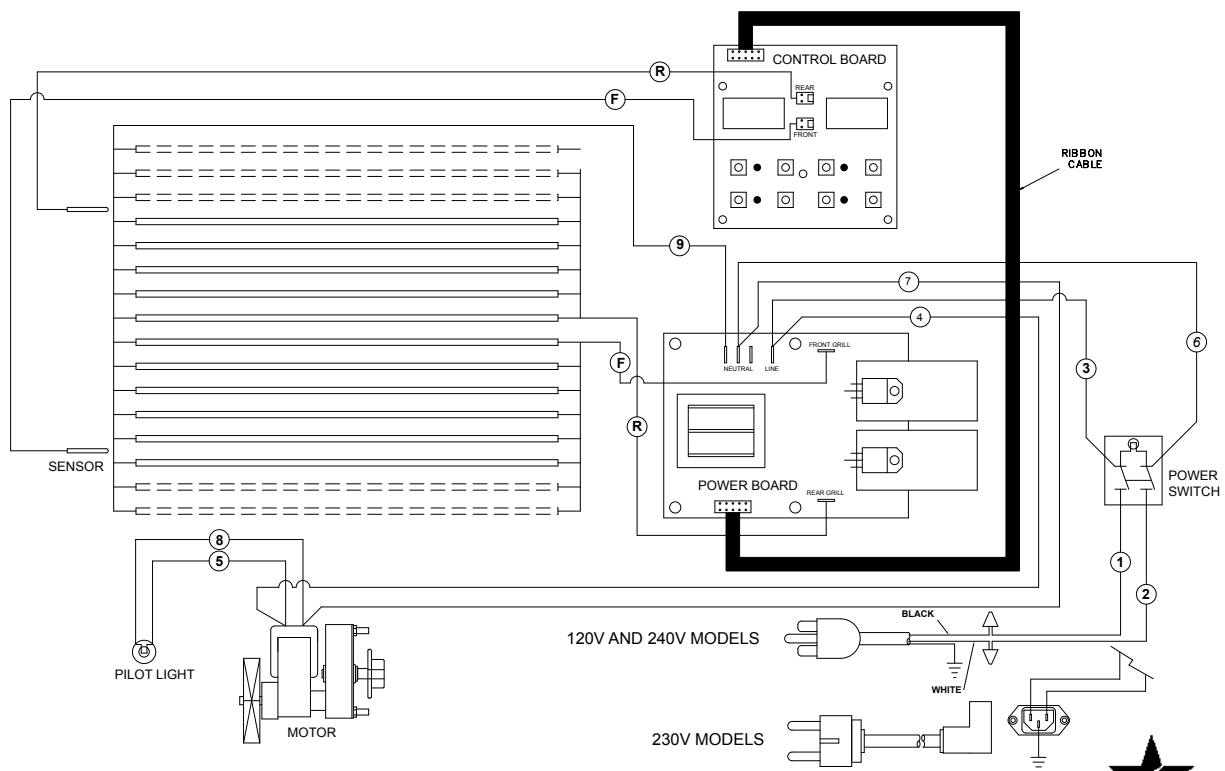 CONTROL BOARD
R
REAR
F
FRONT
RIBBON
CABLE
9
7
4
6
3
FRONT GRILL
NEUTRAL
LINE
F
R
SENSOR
POWER BOARD
REAR GRILL
POWER
SWITCH
8
5
1
2
BLACK
120V AND 240V MODELS
WHITE
PILOT LIGHT
MOTOR
230V MODELS